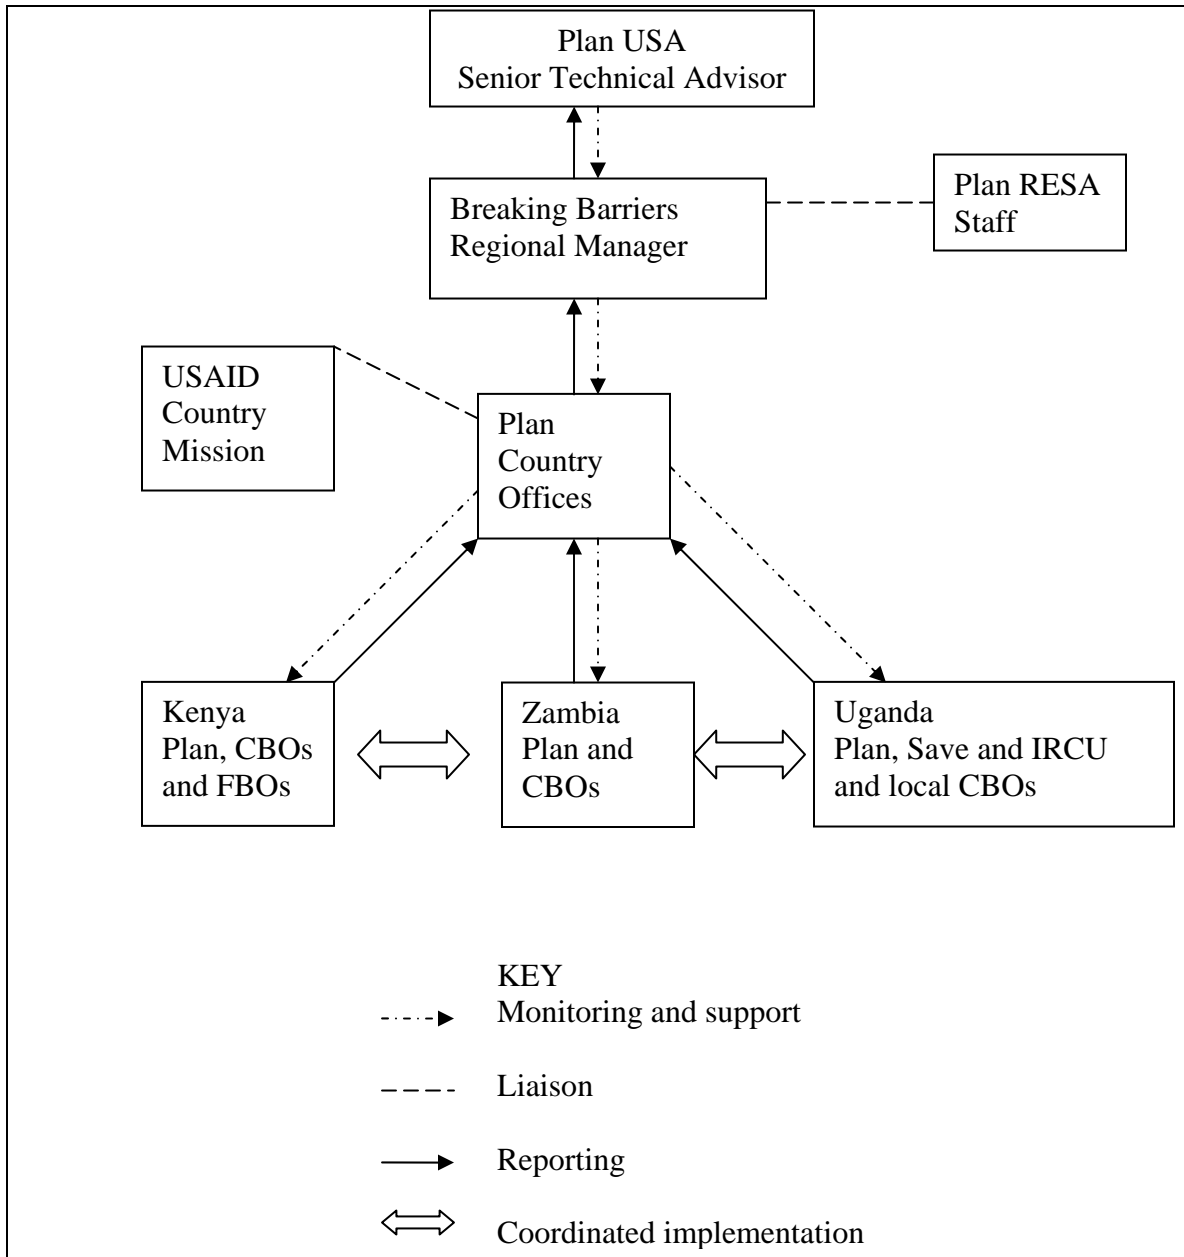 Plan USA
Senior Technical Advisor
Breaking Barriers
Regional Manager
Plan RESA
Staff
USAID
Country
Mission
Plan
Country
Offices
Kenya
Plan, CBOs
and FBOs
Zambia
Plan and
CBOs
Uganda
Plan, Save and IRCU
and local CBOs
KEY
Monitoring and support
Liaison
Reporting
Coordinated implementation